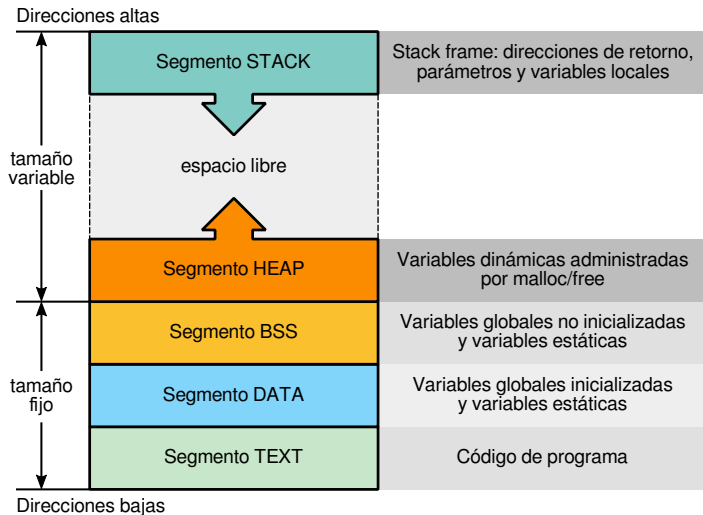 Direcciones altas
Segmento STACK
Stack frame: direcciones de retorno,
parámetros y variables locales
tamaño
variable
espacio libre
Segmento HEAP
Variables dinámicas administradas
por malloc/free
Segmento BSS
Variables globales no inicializadas
y variables estáticas
tamaño
fijo
Segmento DATA
Variables globales inicializadas
y variables estáticas
Segmento TEXT
Código de programa
Direcciones bajas